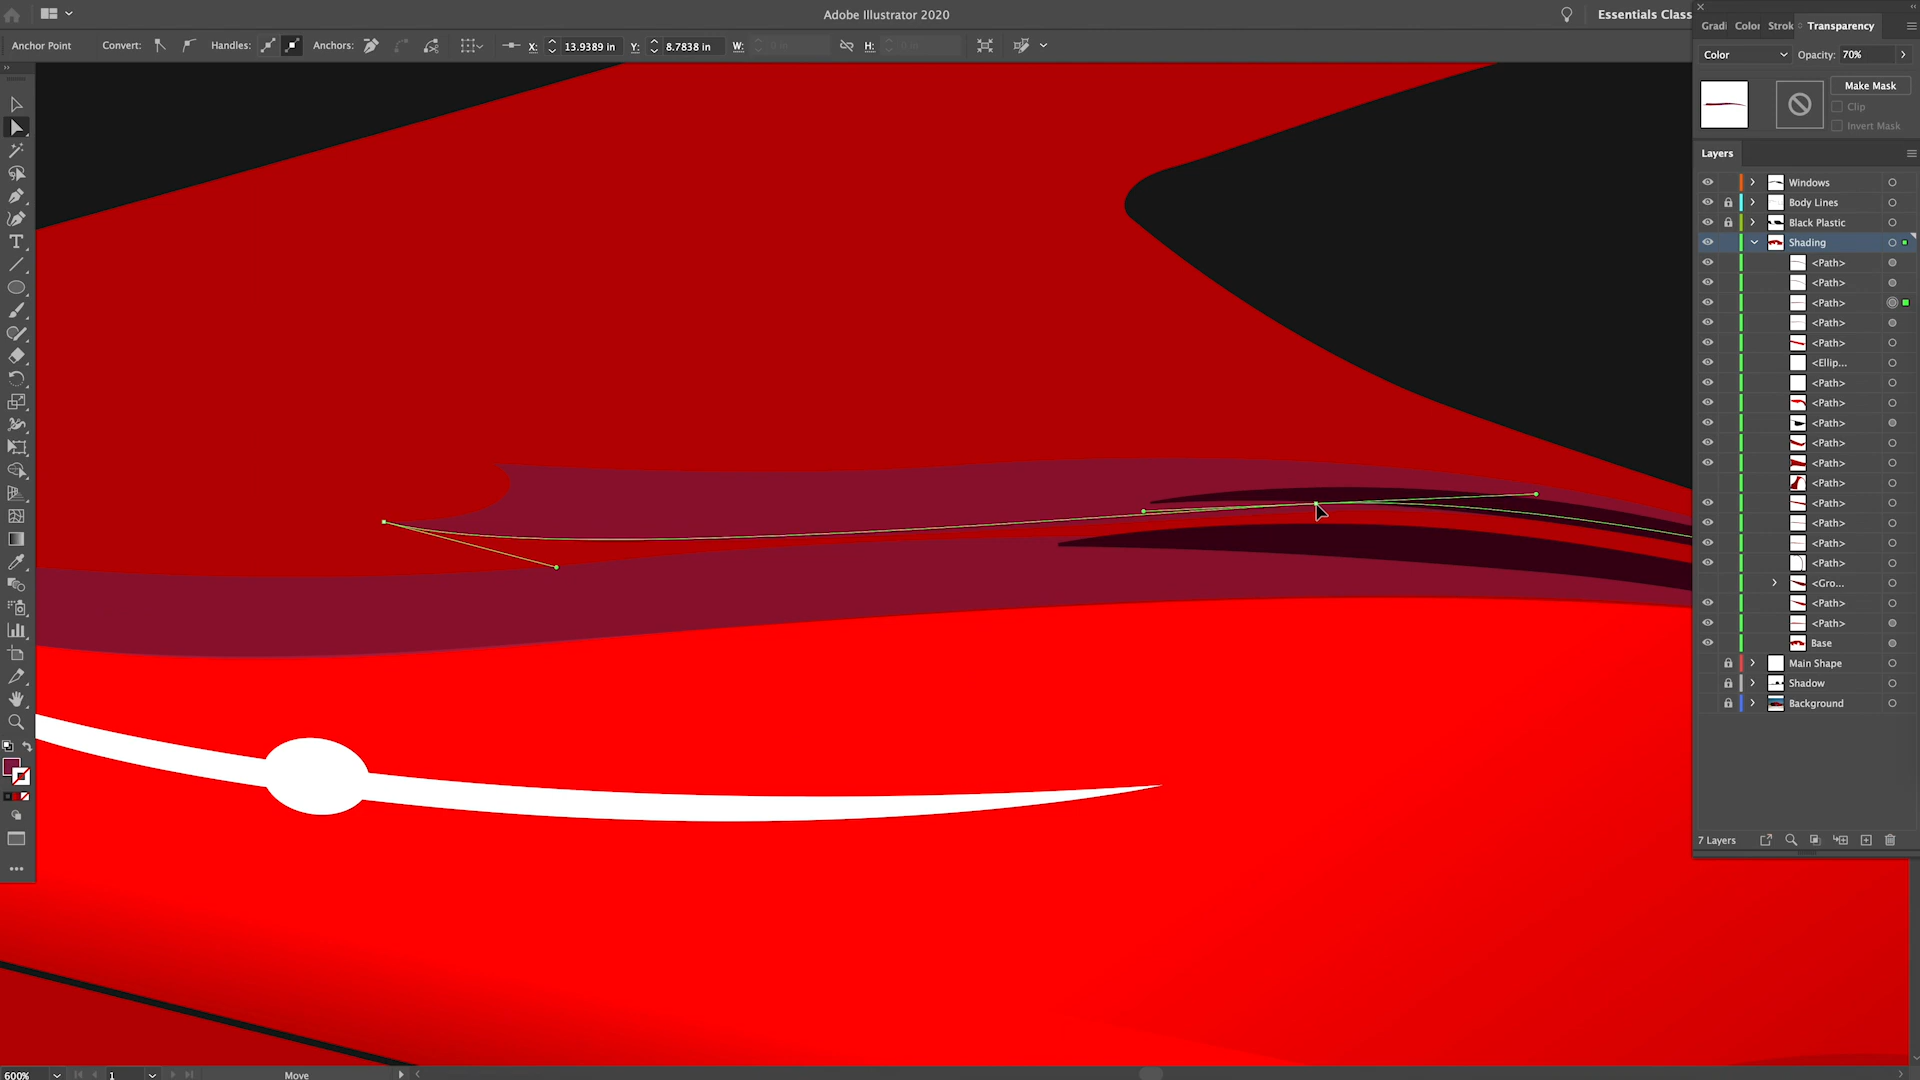 Adobe Illustrator 2020
Essentials Class
Anchor Point Convert: Handles: Anchors: X: 13.9389 in Y: 8.7838 in W: H:
Gradi Color Strok Transparency
Color Opacity: 70%
Make Mask
Clip
Invert Mask
Layers
Windows
Body Lines
Black Plastic
Shading
<Path>
<Path>
<Path>
<Path>
<Path>
<Ellip...
<Path>
<Path>
<Path>
<Path>
<Path>
<Path>
<Path>
<Path>
<Path>
<Path>
<Gro...
<Path>
<Path>
Base
Main Shape
Shadow
Background
7 Layers
600% 1 Move